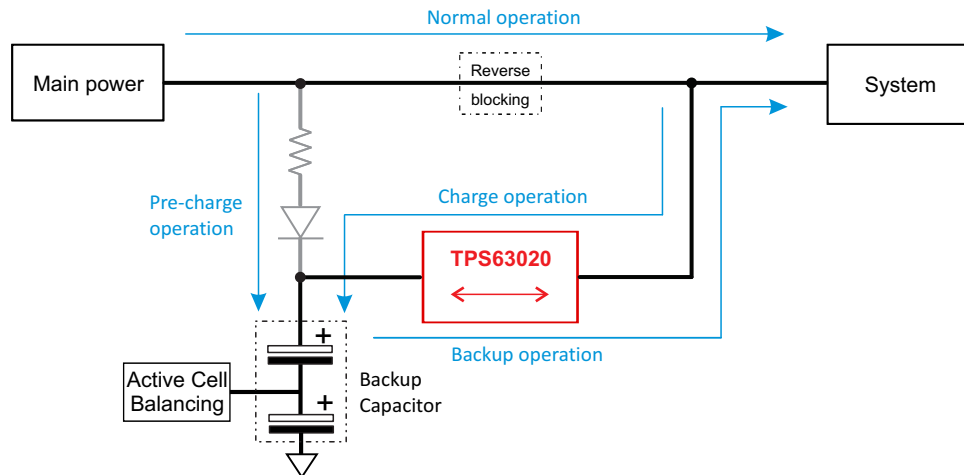 Normal operation
Main power
Reverse
blocking
System
Pre-charge
operation
Charge operation
TPS63020
Backup operation
+
Active Cell
Balancing
Backup
Capacitor
+